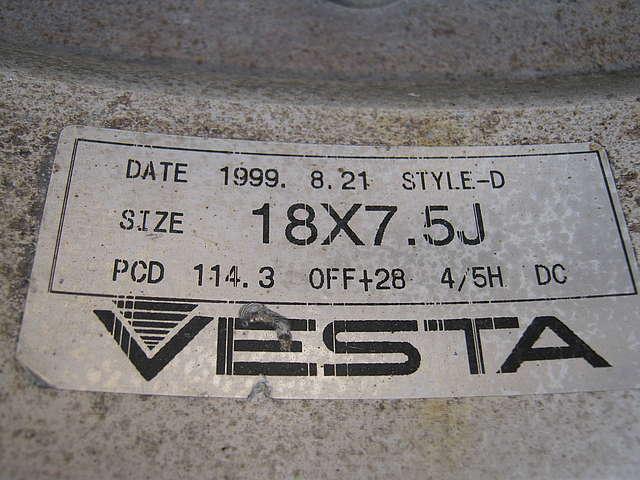 DATE 1999. 8.21 STYLE-D
SIZE 18X7.5J
PCD 114.3 OFF+28 4/5H DC
VESTA